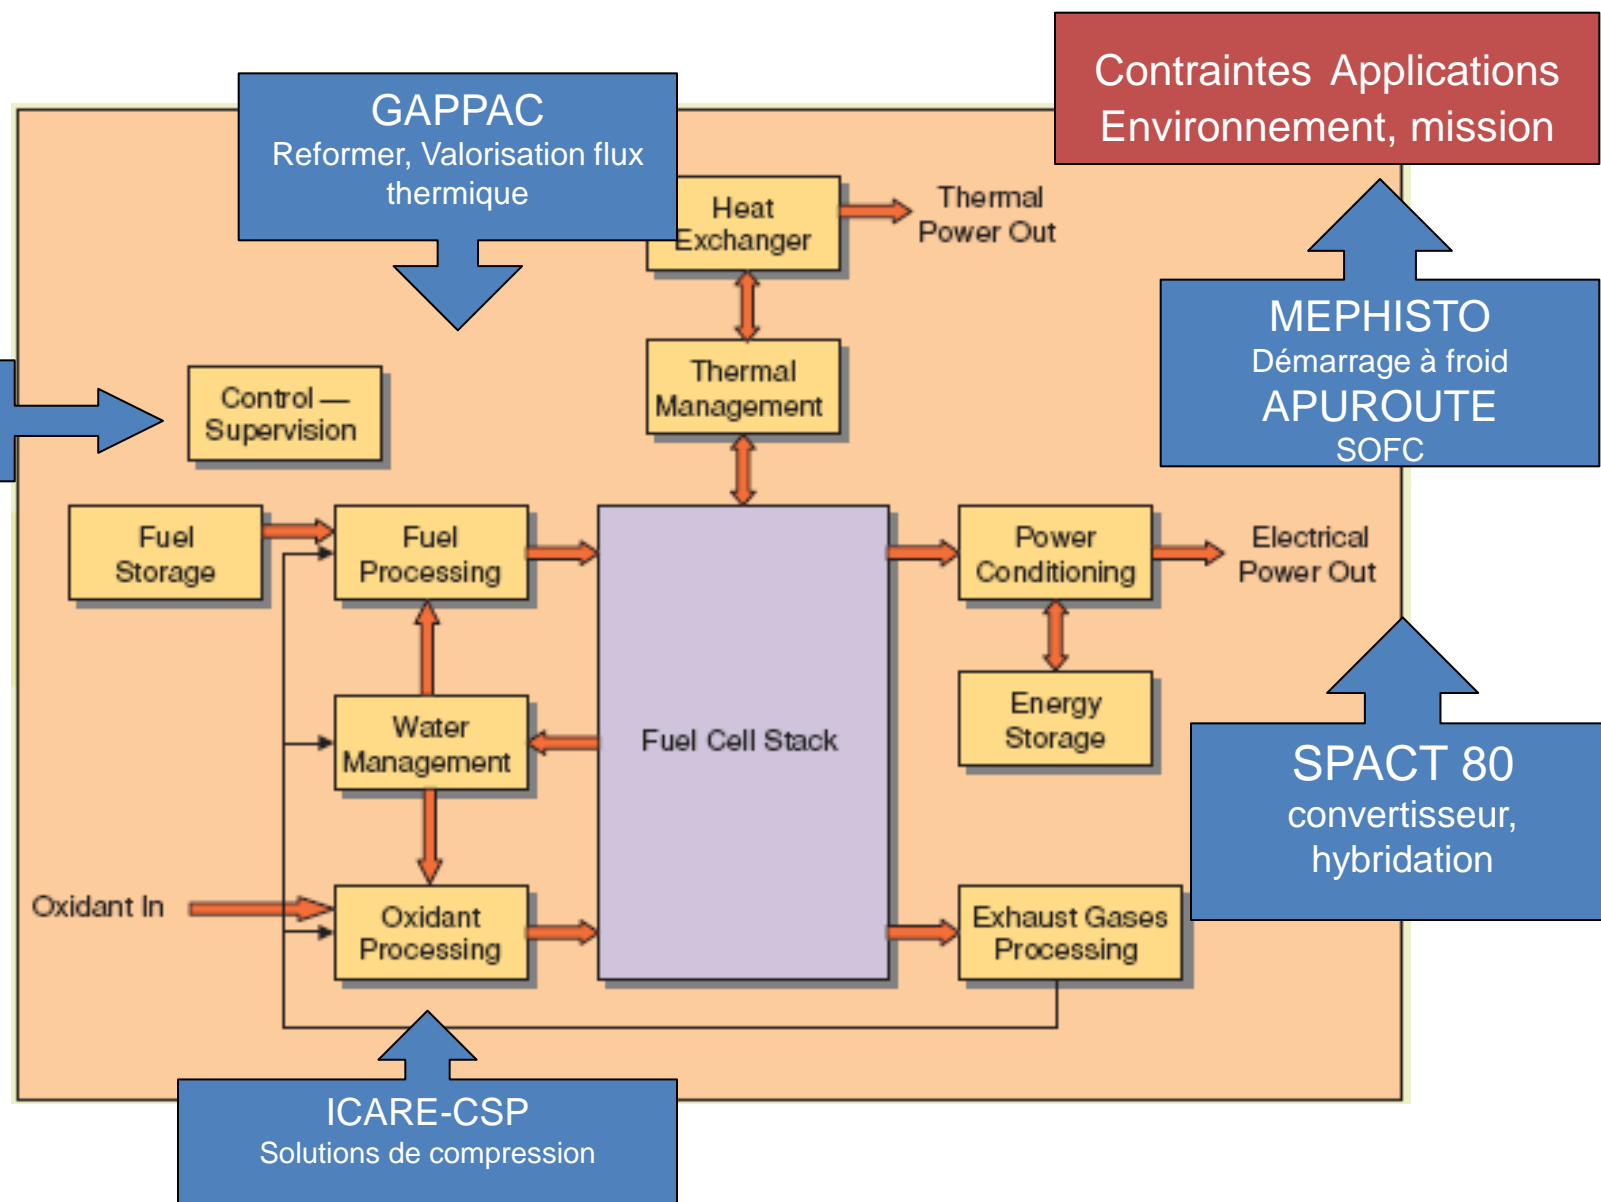 Contraintes Applications
Environnement, mission
GAPPAC
Reformer, Valorisation flux
thermique
Heat
Exchanger
Thermal
Power Out
MEPHISTO
Démarrage à froid
APUROUTE
SOFC
Control —
Supervision
Thermal
Management
Fuel
Storage
Fuel
Processing
Power
Conditioning
Electrical
Power Out
Water
Management
Fuel Cell Stack
Energy
Storage
SPACT 80
convertisseur,
hybridation
Oxidant In
Oxidant
Processing
Exhaust Gases
Processing
ICARE-CSP
Solutions de compression